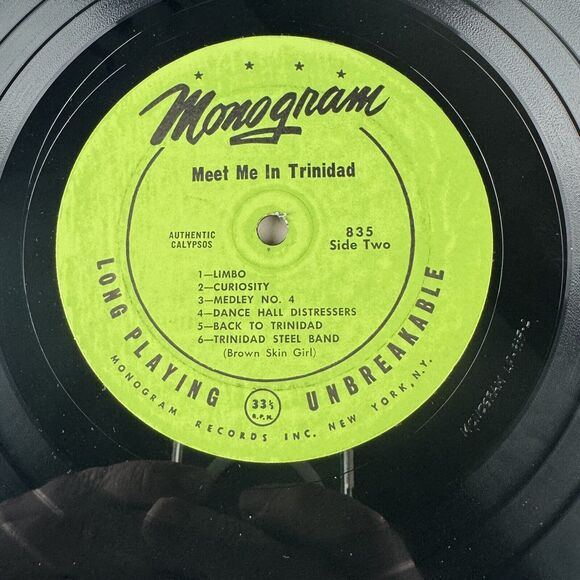 Monogram
Meet Me In Trinidad
AUTHENTIC
CALYPSOS
835
Side Two
1—LIMBO
2—CURIOSITY
3—MEDLEY NO. 4
4—DANCE HALL DISTRESSERS
5—BACK TO TRINIDAD
6—TRINIDAD STEEL BAND
(Brown Skin Girl)
LONG PLAYING
33⅓
R.P.M.
UNBREAKABLE
MONOGRAM RECORDS INC. NEW YORK, N.Y.